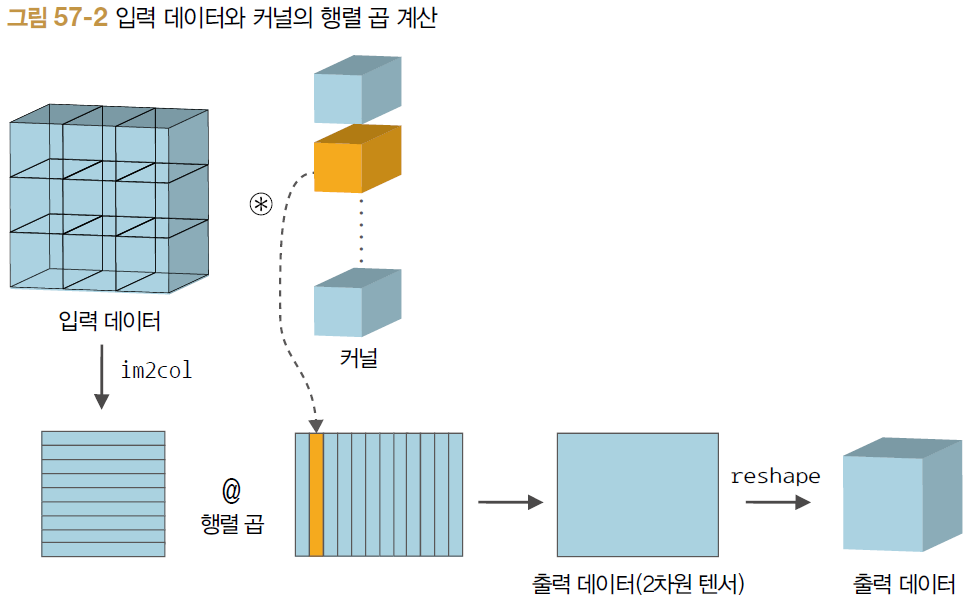 그림 57-2 입력 데이터와 커널의 행렬 곱 계산
입력 데이터
커널
im2col
@
행렬 곱
reshape
출력 데이터(2차원 텐서)
출력 데이터